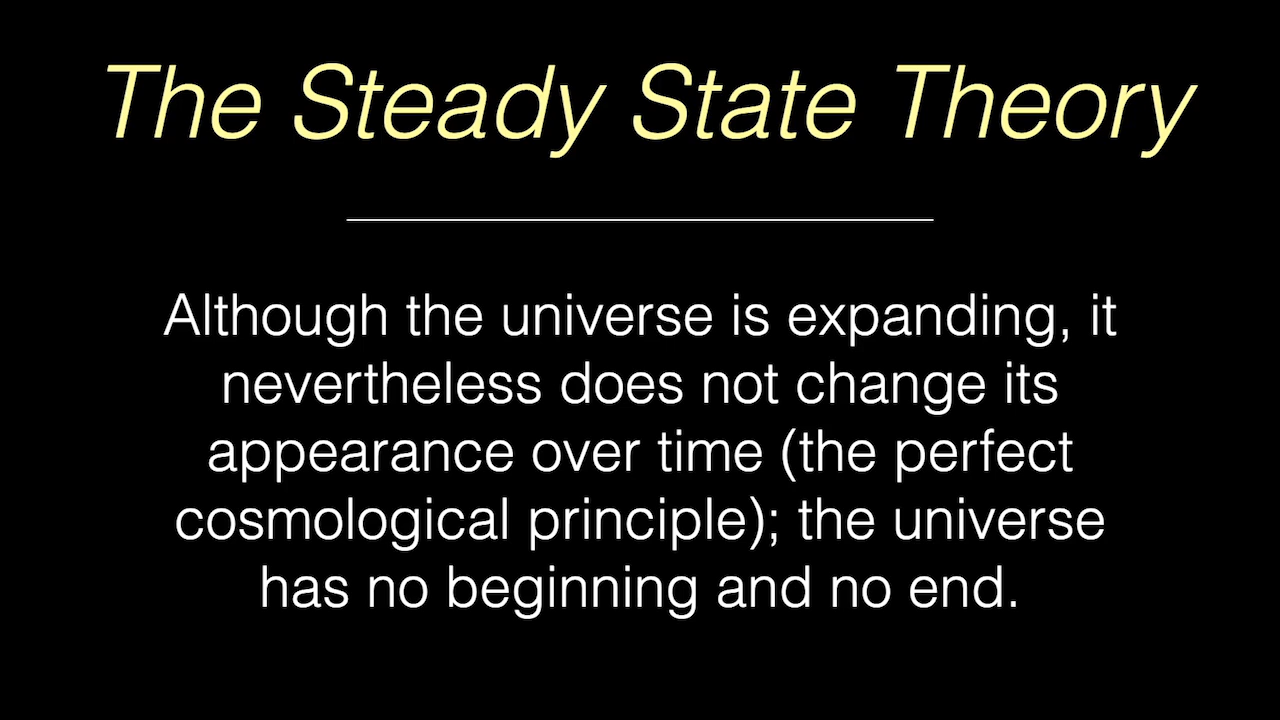 The Steady State Theory
Although the universe is expanding, it
nevertheless does not change its
appearance over time (the perfect
cosmological principle); the universe
has no beginning and no end.